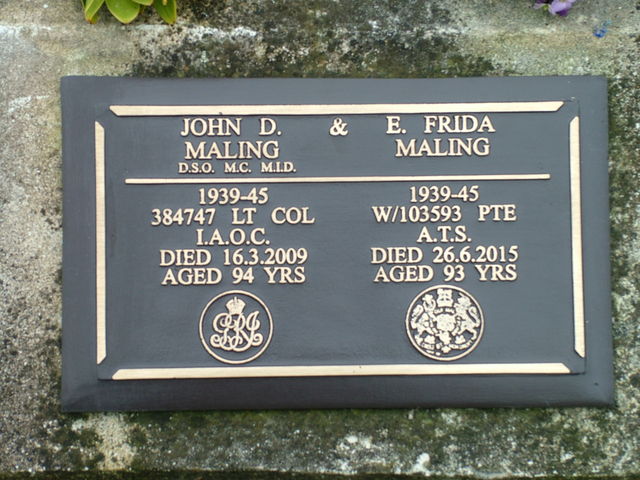 JOHN D. & E. FRIDA
MALING MALING
D.S.O. M.C. M.I.D.
1939-45
384747 LT COL
I.A.O.C.
DIED 16.3.2009
AGED 94 YRS
1939-45
W/103593 PTE
A.T.S.
DIED 26.6.2015
AGED 93 YRS